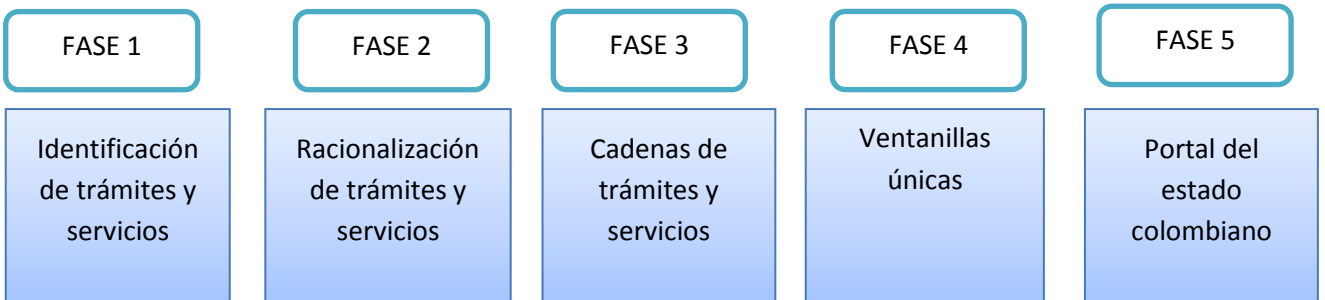 FASE 1
FASE 2
FASE 3
FASE 4
FASE 5
Identificación
de trámites y
servicios
Racionalización
de trámites y
servicios
Cadenas de
trámites y
servicios
Ventanillas
únicas
Portal del
estado
colombiano